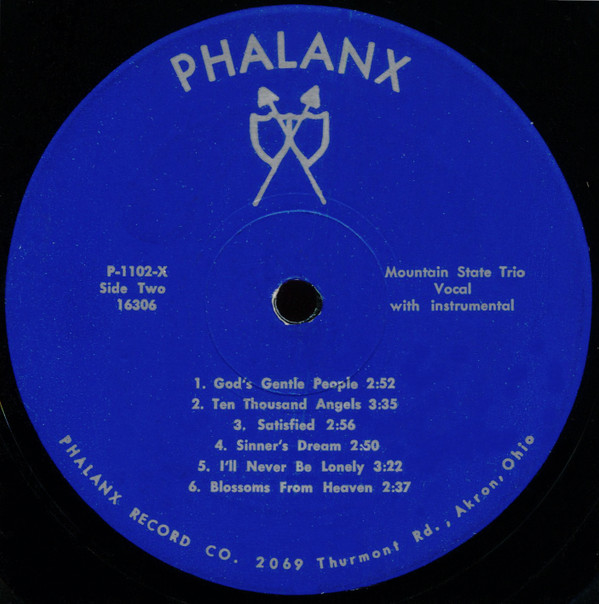 PHALANX
P-1102-X
Side Two
16306
Mountain State Trio
Vocal
with instrumental
1. God's Gentle People 2:52
2. Ten Thousand Angels 3:35
3. Satisfied 2:56
4. Sinner's Dream 2:50
5. I'll Never Be Lonely 3:22
6. Blossoms From Heaven 2:37
PHALANX RECORD CO. 2069 Thurmont Rd., Akron, Ohio